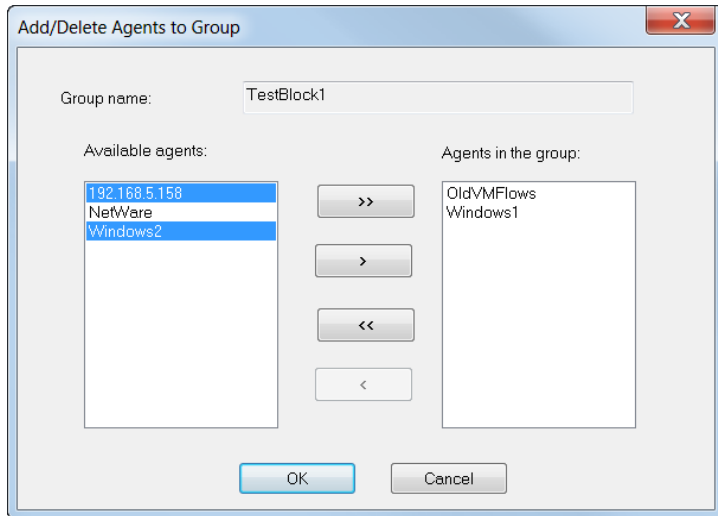 Add/Delete Agents to Group
X
Group name: TestBlock1
Available agents:
Agents in the group:
192.168.5.158
NetWare
Windows2
>>
>
<<
<
OldVMFlows
Windows1
OK
Cancel